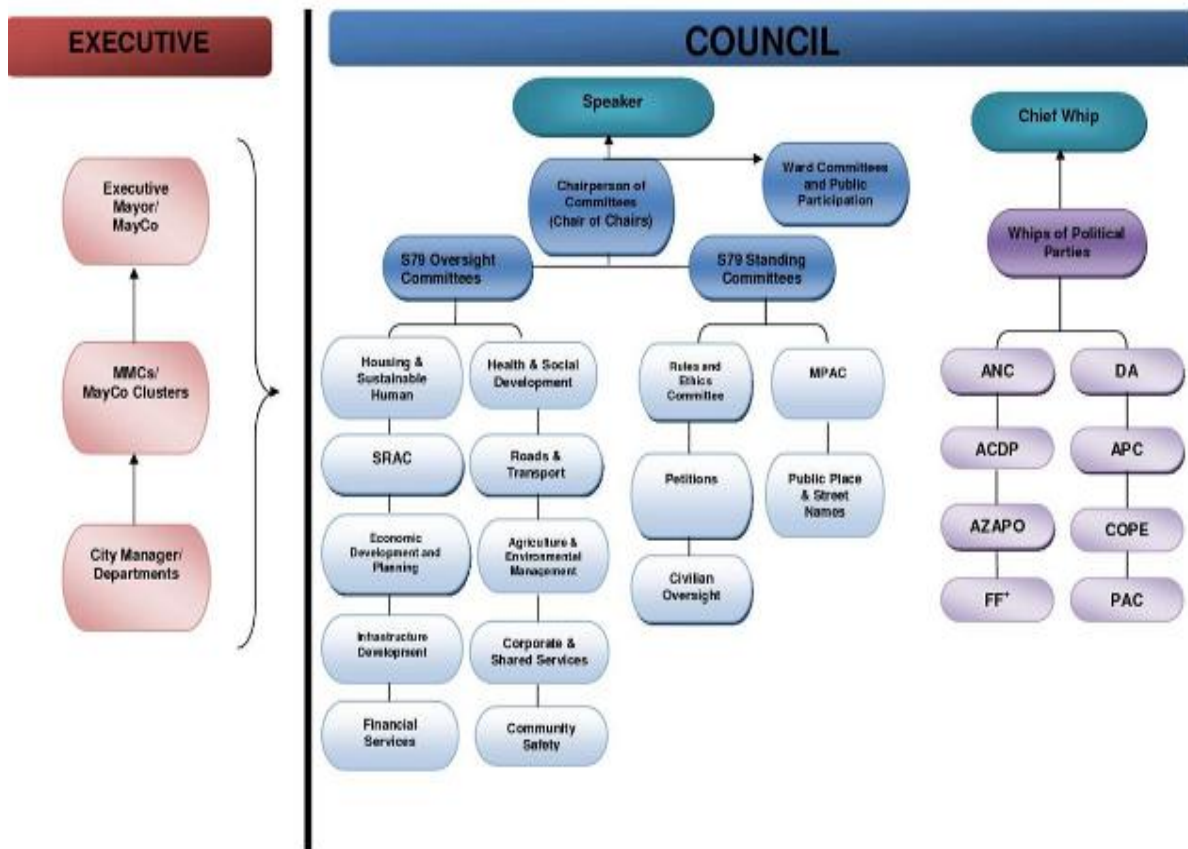 EXECUTIVE
COUNCIL
Executive
Mayor/
MayCo
MMCs/
MayCo Clusters
City Manager/
Departments
Speaker
Chairperson of
Committees
(Chair of Chairs)
Ward Committees
and Public
Participation
S79 Oversight
Committees
S79 Standing
Committees
Housing &
Sustainable
Human
SRAC
Economic
Development and
Planning
Infrastructure
Development
Financial
Services
Health & Social
Development
Roads &
Transport
Agriculture &
Environmental
Management
Corporate &
Shared Services
Community
Safety
Rules and
Ethics
Committee
Petitions
Civilian
Oversight
MPAC
Public Place
& Street
Names
Chief Whip
Whips of Political
Parties
ANC
ACDP
AZAPO
FF+
DA
APC
COPE
PAC